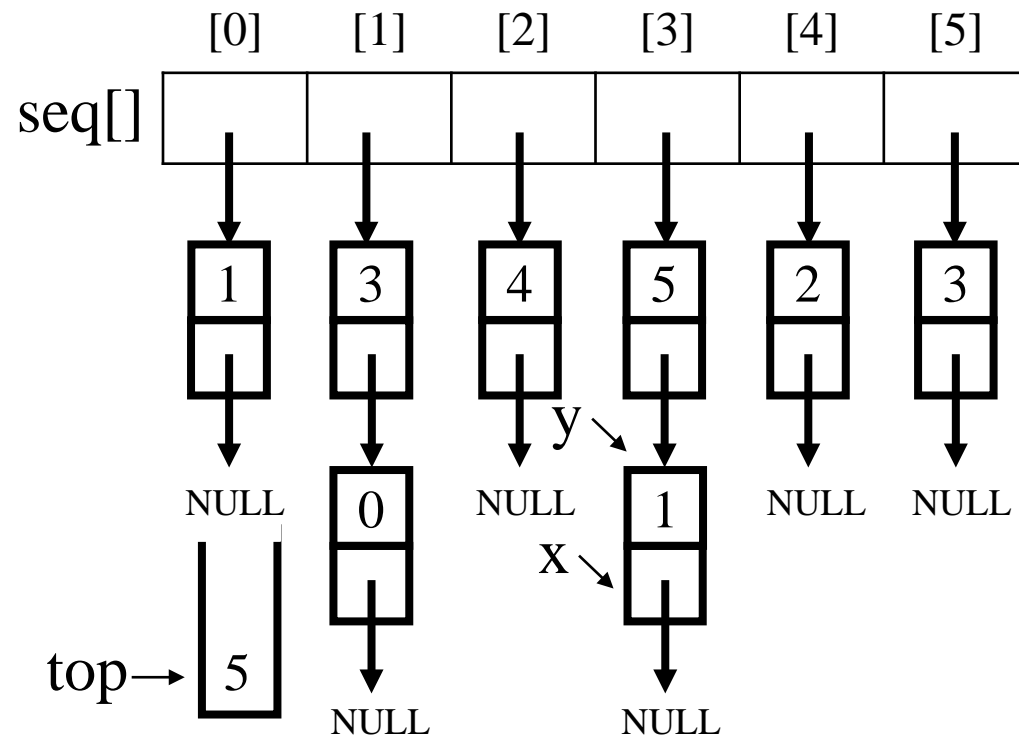 [0] [1] [2] [3] [4] [5]
seq[]
1 3 4 5 2 3
y
NULL 0 NULL 1 NULL NULL
x
top 5
NULL NULL